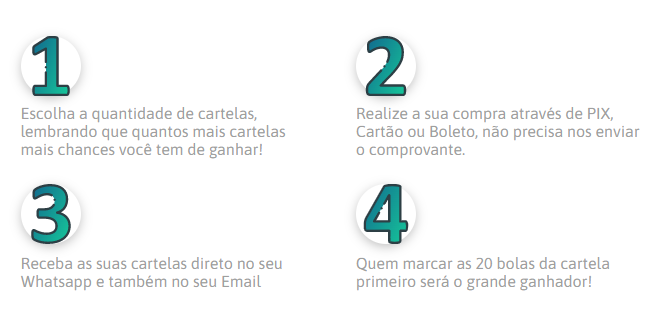 1
Escolha a quantidade de cartelas,
lembrando que quantos mais cartelas
mais chances você tem de ganhar!
2
Realize a sua compra através de PIX,
Cartão ou Boleto, não precisa nos enviar
o comprovante.
3
Receba as suas cartelas direto no seu
Whatsapp e também no seu Email
4
Quem marcar as 20 bolas da cartela
primeiro será o grande ganhador!